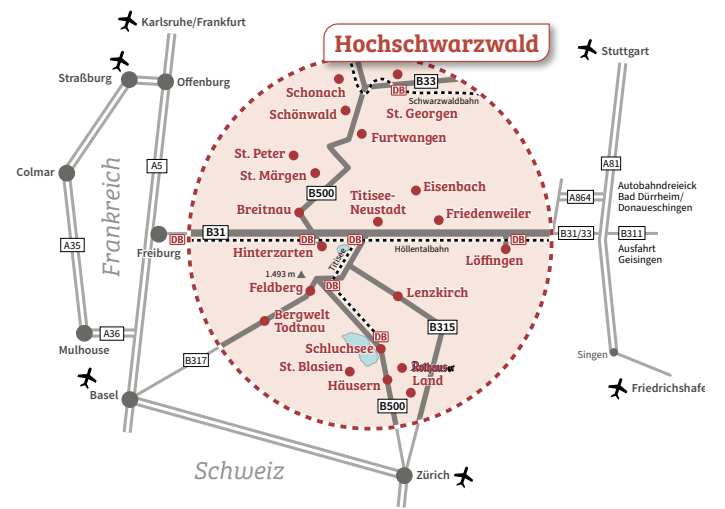 Karlsruhe/Frankfurt
Hochschwarzwald
Stuttgart
Straßburg
Offenburg
B33
DB
Schonach
Schwarzwaldbahn
Schönwald
St. Georgen
Furtwangen
St. Peter
A5
A81
Colmar
St. Märgen
Frankreich
B500
Eisenbach
Titisee-
Neustadt
A864
Autobahndreieick
Bad Dürrheim/
Donaueschingen
Breitnau
Friedenweiler
B31
B31/33
B311
A35
DB
DB
DB
DB
Freiburg
Hinterzarten
Titisee
Höllentalbahn
Löffingen
Ausfahrt
Geisingen
1.493 m
Feldberg
DB
Lenzkirch
Bergwelt
Todtnau
B315
A36
DB
Mulhouse
Schluchsee
B317
Singen
St. Blasien
Häusern
Land
Friedrichshafe
Basel
B500
Schweiz
Zürich